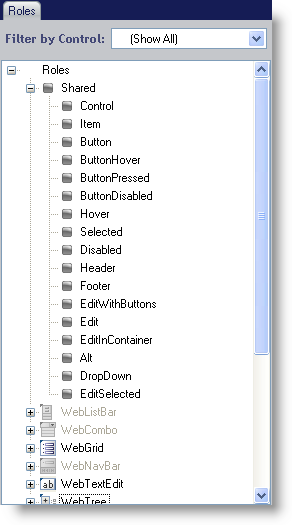 Roles
Filter by Control: (Show All)
Roles
Shared
Control
Item
Button
ButtonHover
ButtonPressed
ButtonDisabled
Hover
Selected
Disabled
Header
Footer
EditWithButtons
Edit
EditInContainer
Alt
DropDown
EditSelected
WebListBar
WebCombo
WebGrid
WebNavBar
ab WebTextEdit
WebTree